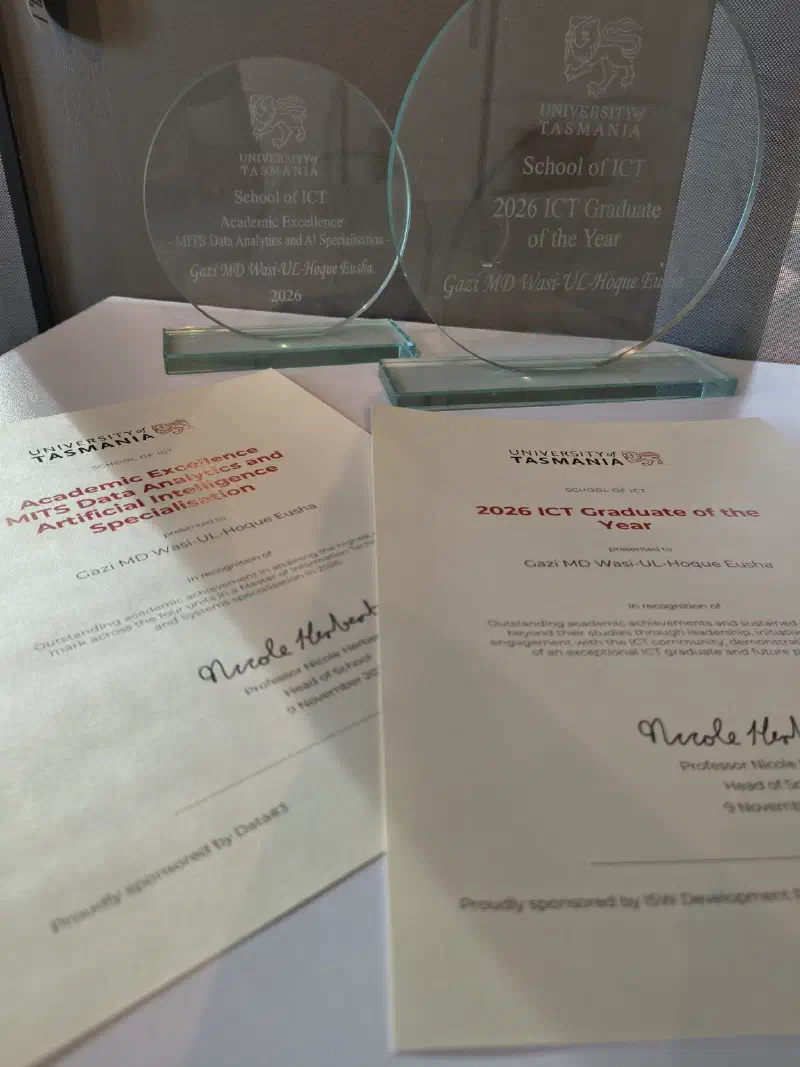 UNIVERSITY of
TASMANIA
School of ICT
Academic Excellence
- MITS Data Analytics and AI Specialisation -
Gazi MD Wasi-UL-Hoque Eusha
2026
UNIVERSITY of
TASMANIA
School of ICT
2026 ICT Graduate
of the Year
Gazi MD Wasi-UL-Hoque Eusha
UNIVERSITY of
TASMANIA
SCHOOL OF ICT
Academic Excellence
MITS Data Analytics and
Artificial Intelligence
Specialisation
presented to
Gazi MD Wasi-UL-Hoque Eusha
in recognition of
Outstanding academic achievement in attaining the highest
mark across the four units in a Master of Information
and systems specialisation in 2026.
Nicole Herbert
Professor Nicole
Head of School
9 November
Proudly sponsored by Data#3
UNIVERSITY of
TASMANIA
SCHOOL OF ICT
2026 ICT Graduate of the
Year
presented to
Gazi MD Wasi-UL-Hoque Eusha
in recognition of
Outstanding academic achievements and sustained
beyond their studies through leadership,
engagement with the ICT community,
of an exceptional ICT graduate and future
Nicole
Professor Nicole
Head of
9
Proudly sponsored by ISW Development